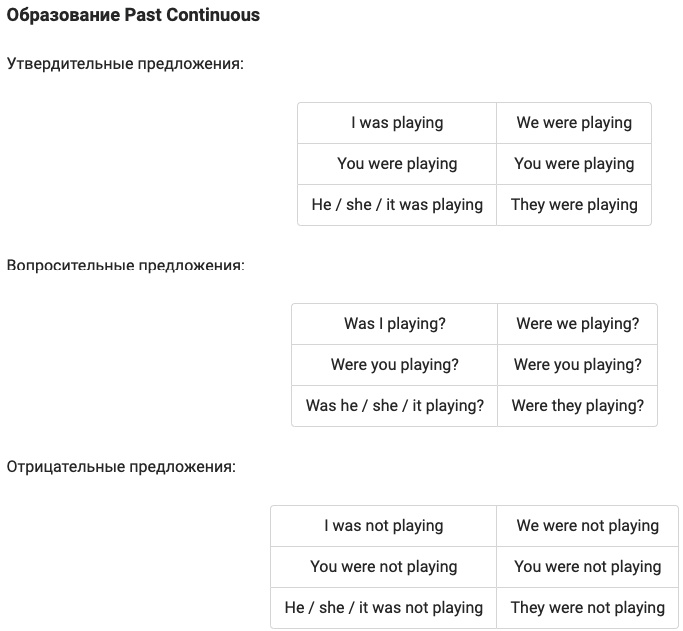 Образование Past Continuous
Утвердительные предложения:
I was playing We were playing
You were playing You were playing
He / she / it was playing They were playing
Вопросительные предложения:
Was I playing? Were we playing?
Were you playing? Were you playing?
Was he / she / it playing? Were they playing?
Отрицательные предложения:
I was not playing We were not playing
You were not playing You were not playing
He / she / it was not playing They were not playing